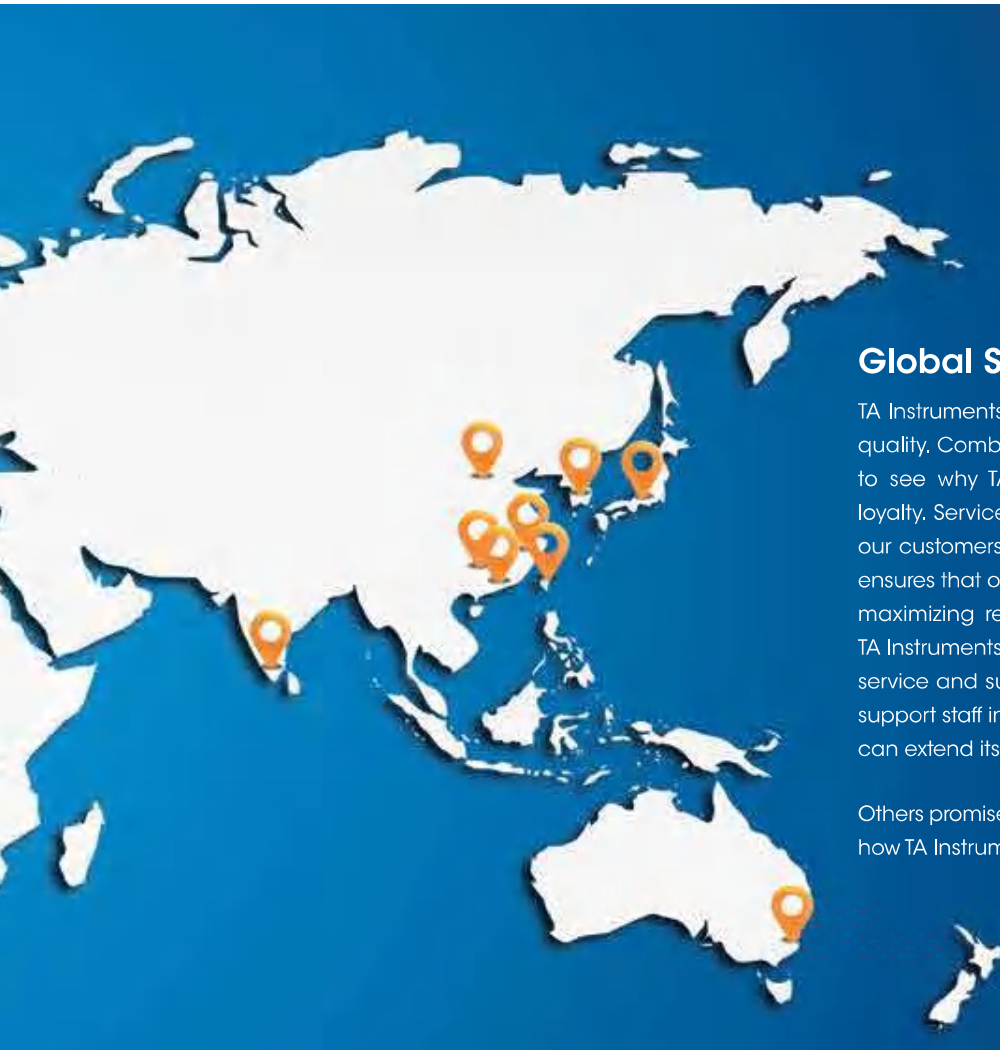 Global S
TA Instruments
quality. Comb
to see why TA
loyalty. Service
our customers
ensures that o
maximizing re
TA Instruments
service and su
support staff in
can extend its
Others promise
how TA Instrum